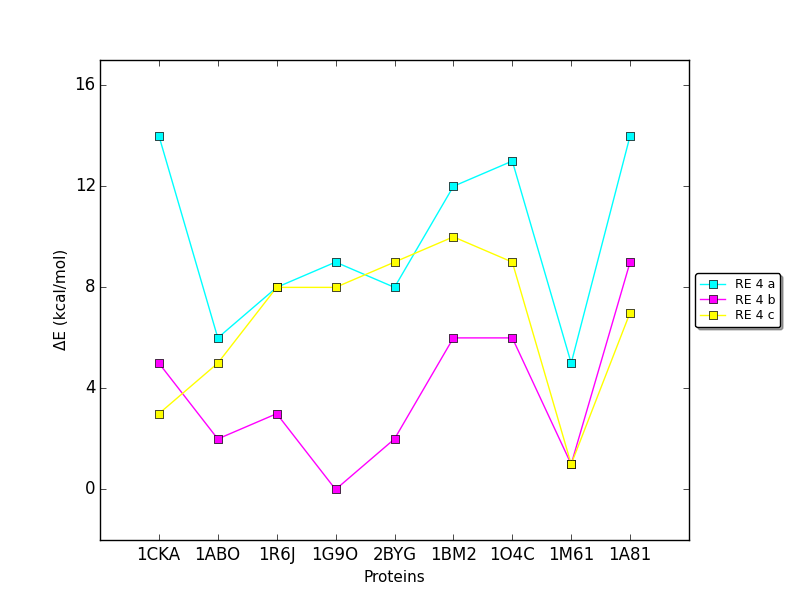 16
12
8
4
0
ΔE (kcal/mol)
1CKA 1ABO 1R6J 1G9O 2BYG 1BM2 1O4C 1M61 1A81
Proteins
RE 4 a
RE 4 b
RE 4 c